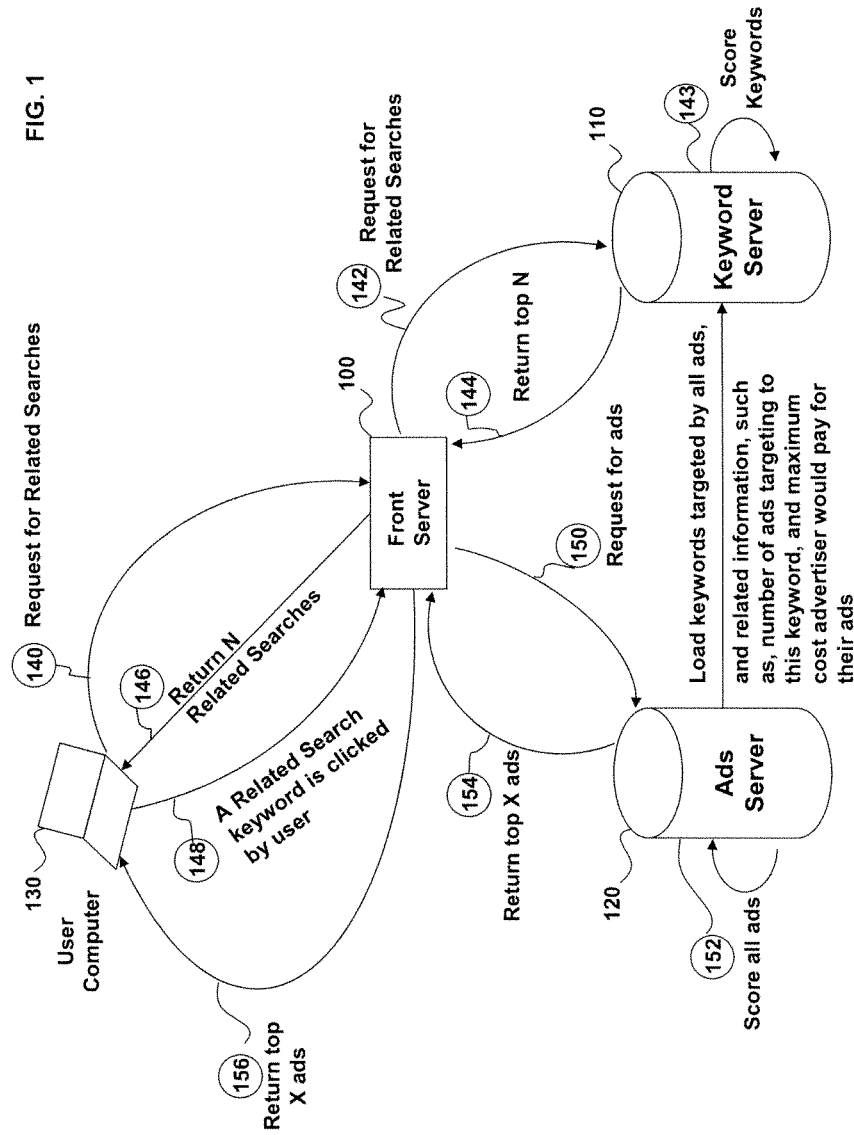 FIG. 1
140
Request for Related Searches
130
User
Computer
146
Return N
Related Searches
148
A Related Search
keyword is clicked
by user
156
Return top
X ads
100
Front
Server
142
Request for
Related Searches
144
Return top N
110
143
Score
Keywords
Keyword
Server
150
Request for ads
154
Return top X ads
120
152
Score all ads
Ads
Server
Load keywords targeted by all ads,
and related information, such
as, number of ads targeting to
this keyword, and maximum
cost advertiser would pay for
their ads